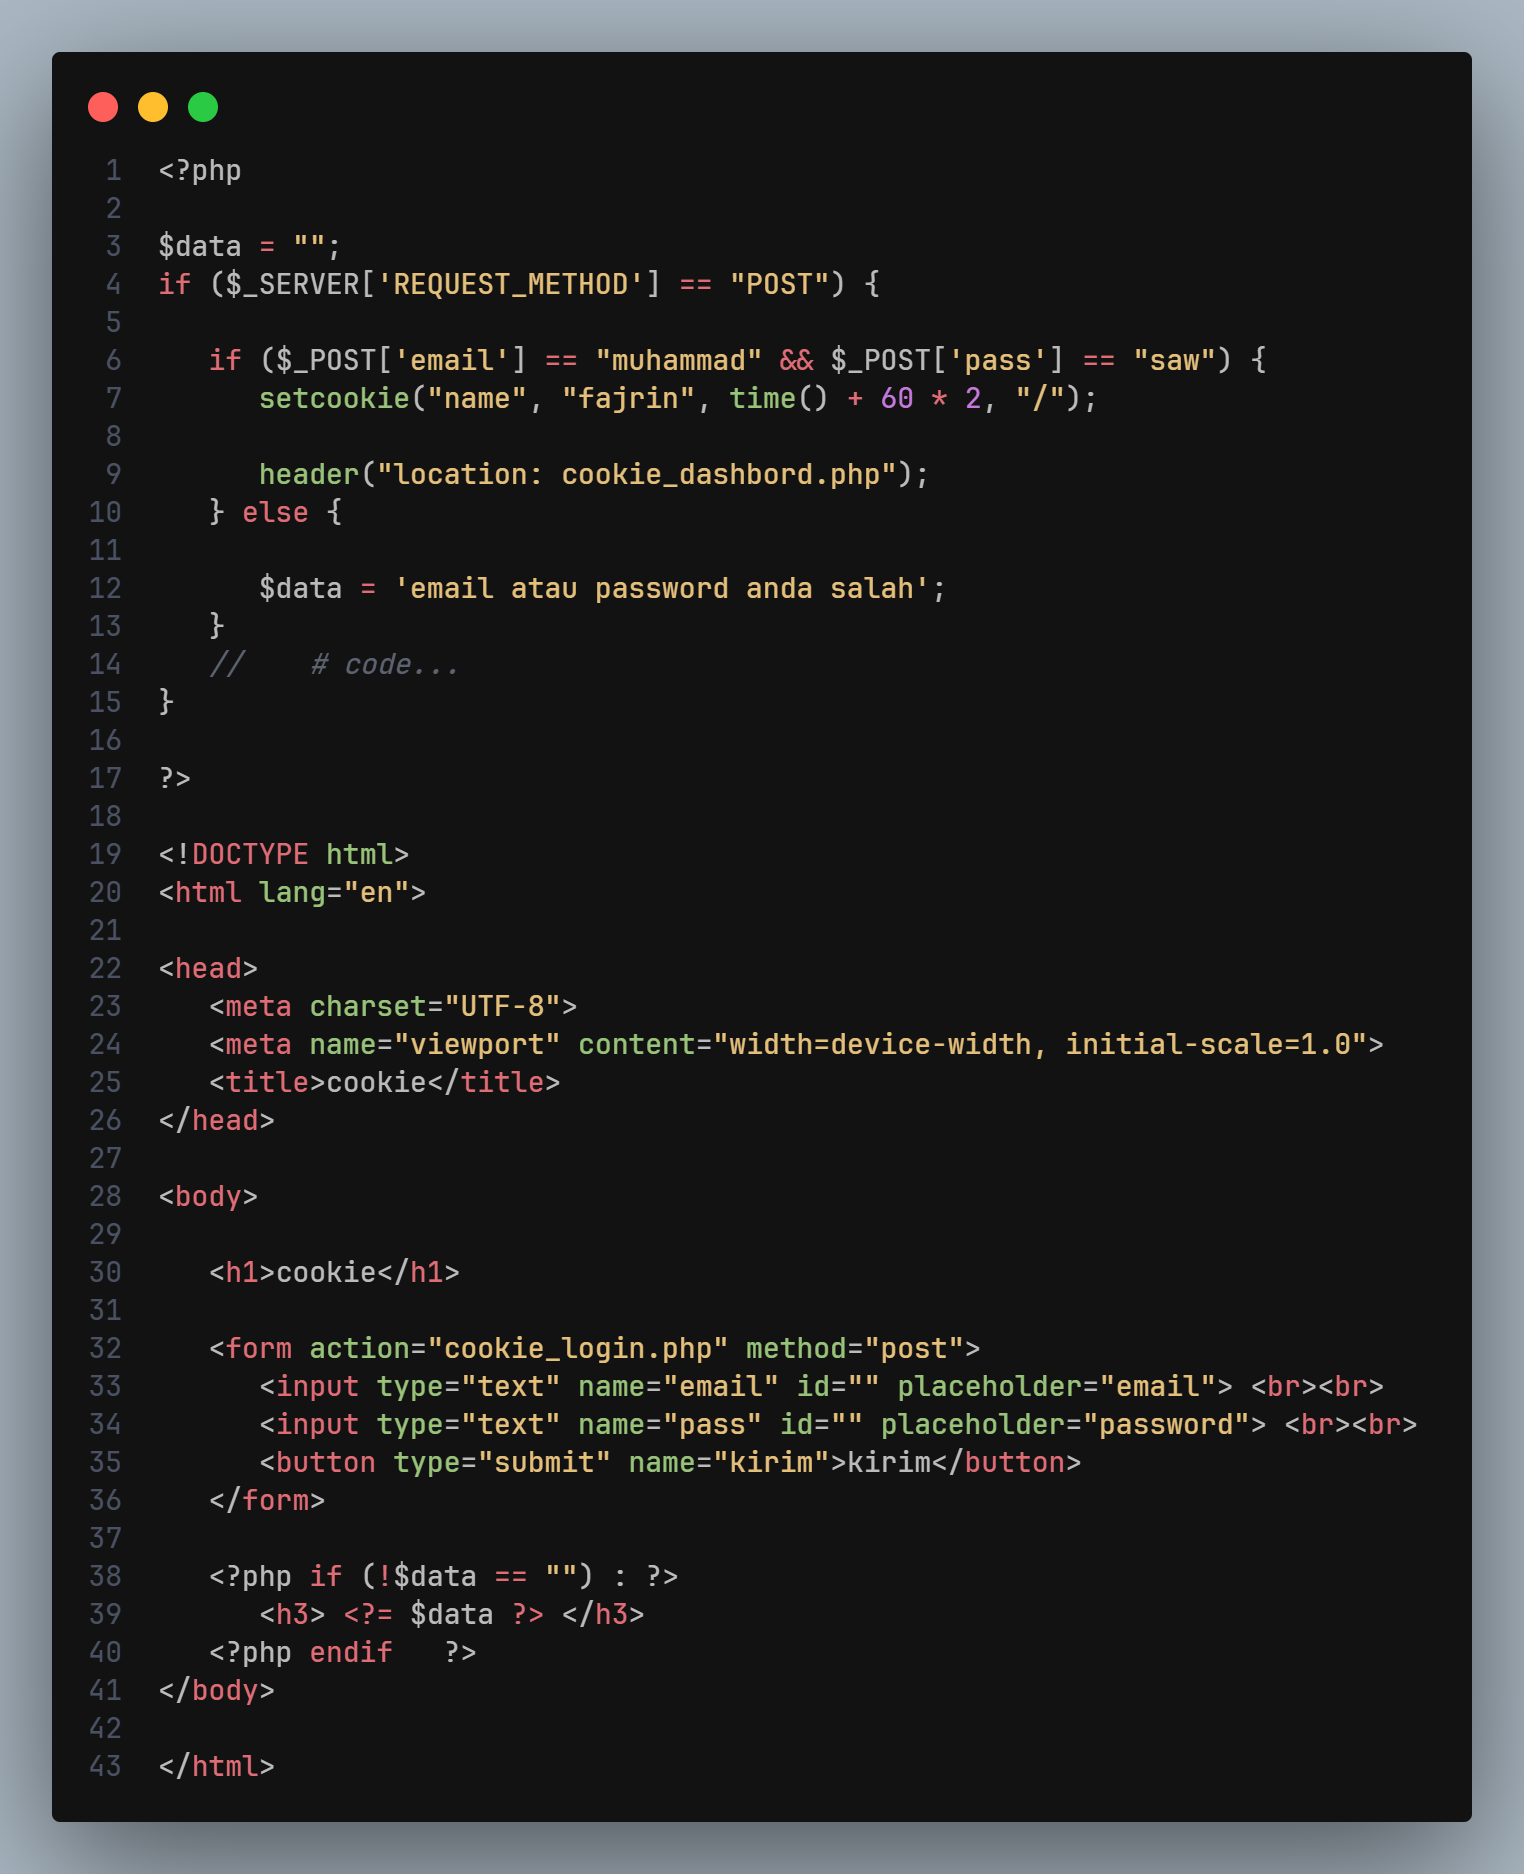 1 <?php
2
3 $data = "";
4 if ($_SERVER['REQUEST_METHOD'] == "POST") {
5
6    if ($_POST['email'] == "muhammad" && $_POST['pass'] == "saw") {
7       setcookie("name", "fajrin", time() + 60 * 2, "/");
8
9       header("location: cookie_dashbord.php");
10    } else {
11
12       $data = 'email atau password anda salah';
13    }
14    //    # code...
15 }
16
17 ?>
18
19 <!DOCTYPE html>
20 <html lang="en">
21
22 <head>
23    <meta charset="UTF-8">
24    <meta name="viewport" content="width=device-width, initial-scale=1.0">
25    <title>cookie</title>
26 </head>
27
28 <body>
29
30    <h1>cookie</h1>
31
32    <form action="cookie_login.php" method="post">
33       <input type="text" name="email" id="" placeholder="email"> <br><br>
34       <input type="text" name="pass" id="" placeholder="password"> <br><br>
35       <button type="submit" name="kirim">kirim</button>
36    </form>
37
38    <?php if (!$data == "") : ?>
39       <h3> <?= $data ?> </h3>
40    <?php endif   ?>
41 </body>
42
43 </html>